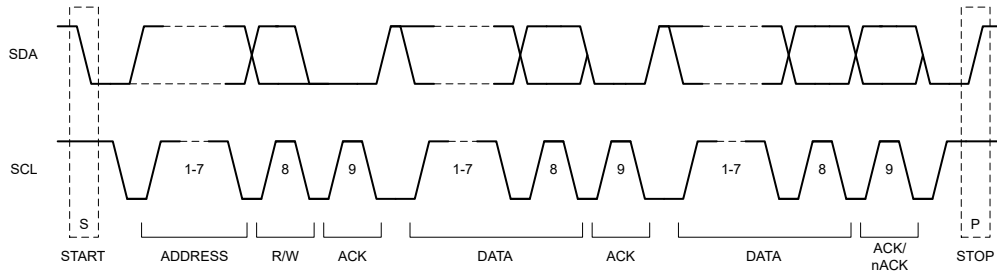 SDA
SCL
1-7 8 9 1-7 8 9 1-7 8 9
S P
START ADDRESS R/W ACK DATA ACK DATA ACK/
nACK STOP